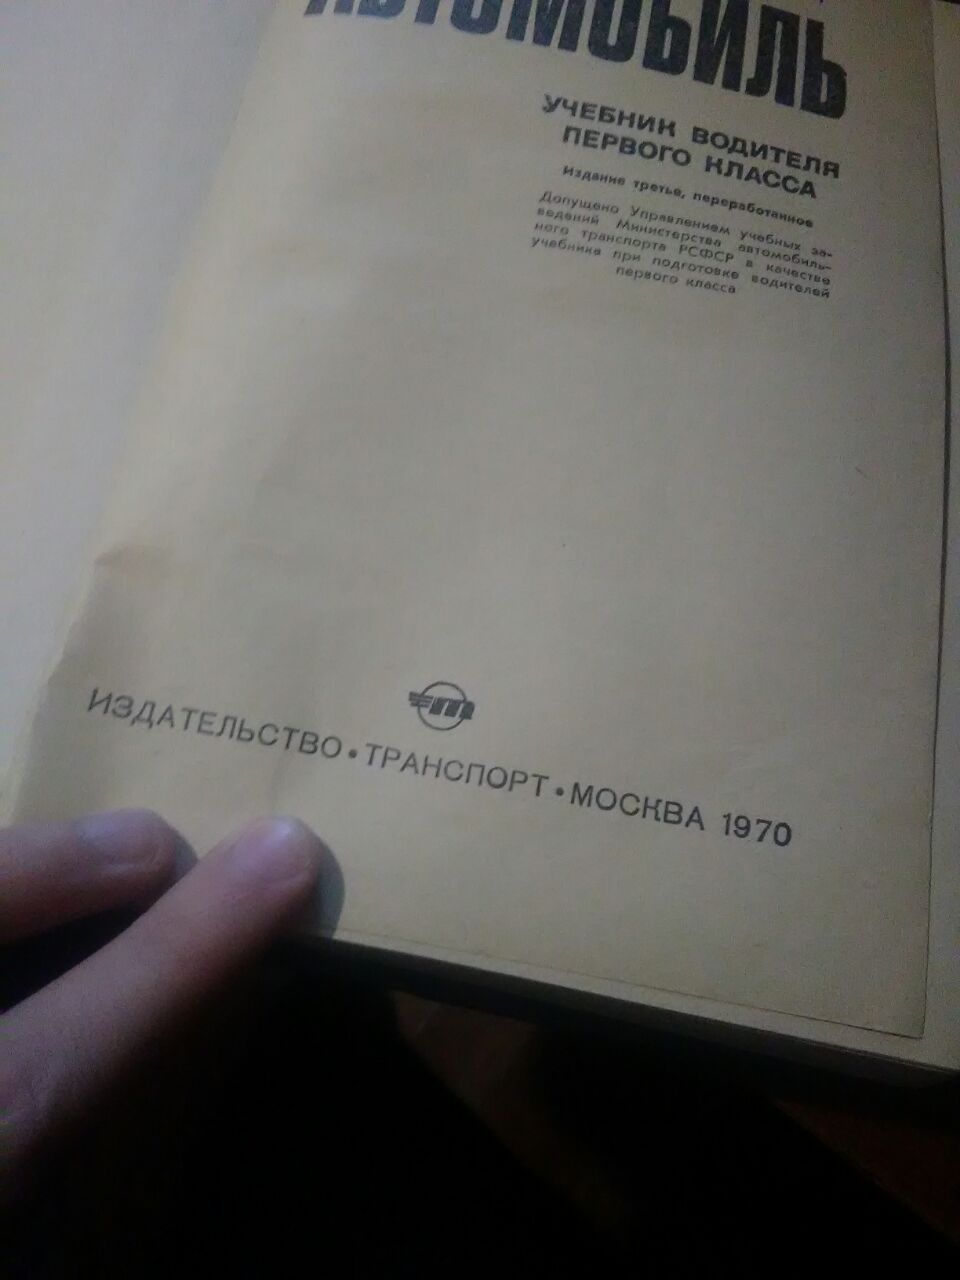 АВТОМОБИЛЬ
УЧЕБНИК ВОДИТЕЛЯ
ПЕРВОГО КЛАССА
Издание третье, переработанное
Допущено Управлением учебных за-
ведений Министерства автомобиль-
ного транспорта РСФСР в качестве
учебника при подготовке водителей
первого класса
ИЗДАТЕЛЬСТВО • ТРАНСПОРТ • МОСКВА 1970